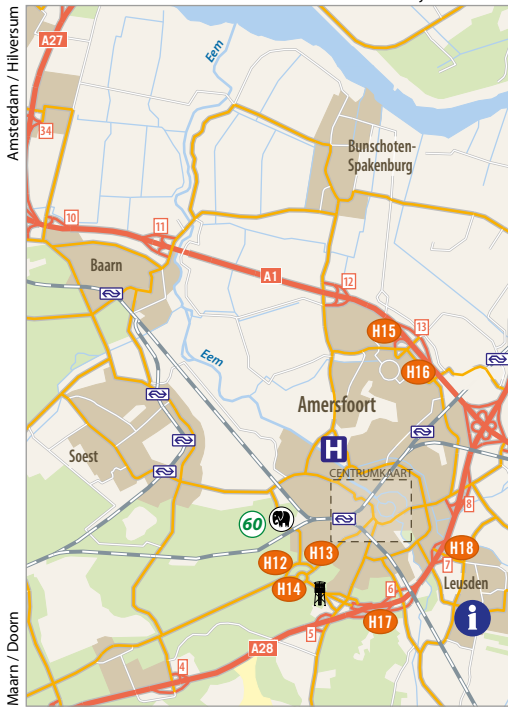 Amsterdam / Hilversum
Maarn / Doorn
A27
Eem
34
Bunschoten-
Spakenburg
10
11
Baarn
A1
12
H15
13
Eem
H16
Amersfoort
H
Soest
CENTRUMKAART
8
60
H13
H18
H12
7
H14
6
Leusden
i
5
H17
A28
4